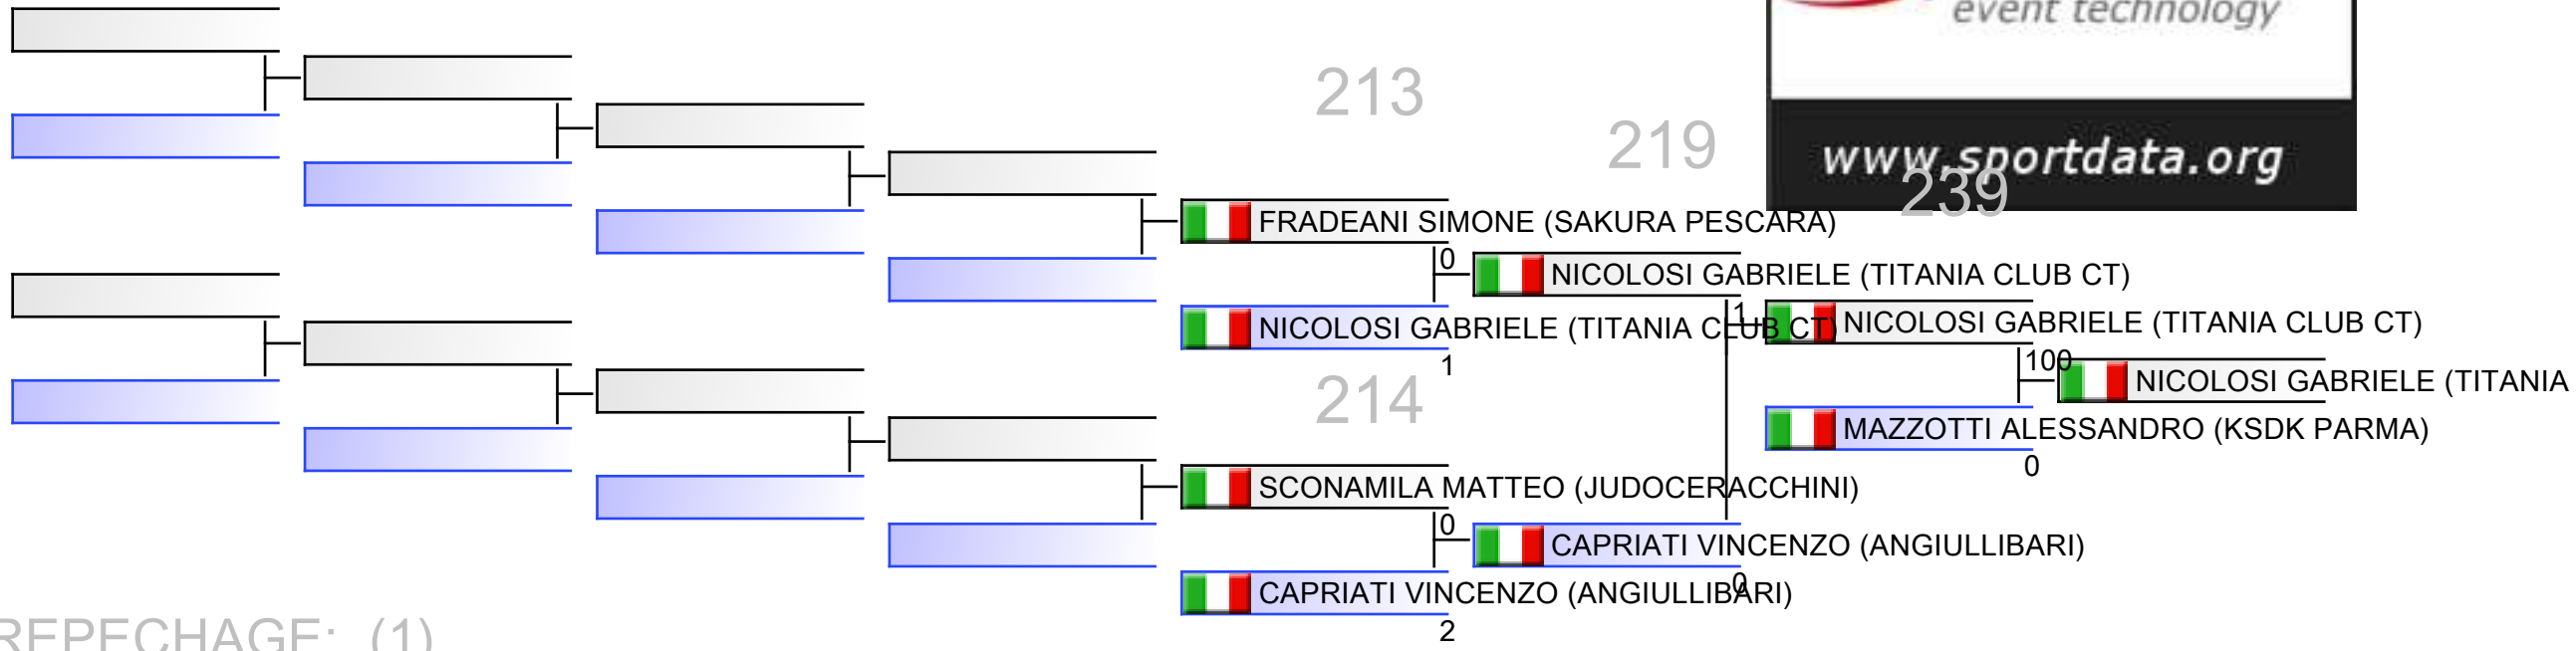 event technology
213
219
www.sportdata.org
239
FRADEANI SIMONE (SAKURA PESCARA)
0
NICOLOSI GABRIELE (TITANIA CLUB CT)
1
NICOLOSI GABRIELE (TITANIA CLUB CT)
NICOLOSI GABRIELE (TITANIA CLUB CT)
1
100
NICOLOSI GABRIELE (TITANIA
214
MAZZOTTI ALESSANDRO (KSDK PARMA)
0
SCONAMILA MATTEO (JUDOCERACCHINI)
0
CAPRIATI VINCENZO (ANGIULLIBARI)
0
CAPRIATI VINCENZO (ANGIULLIBARI)
2
REPECHAGE: (1)